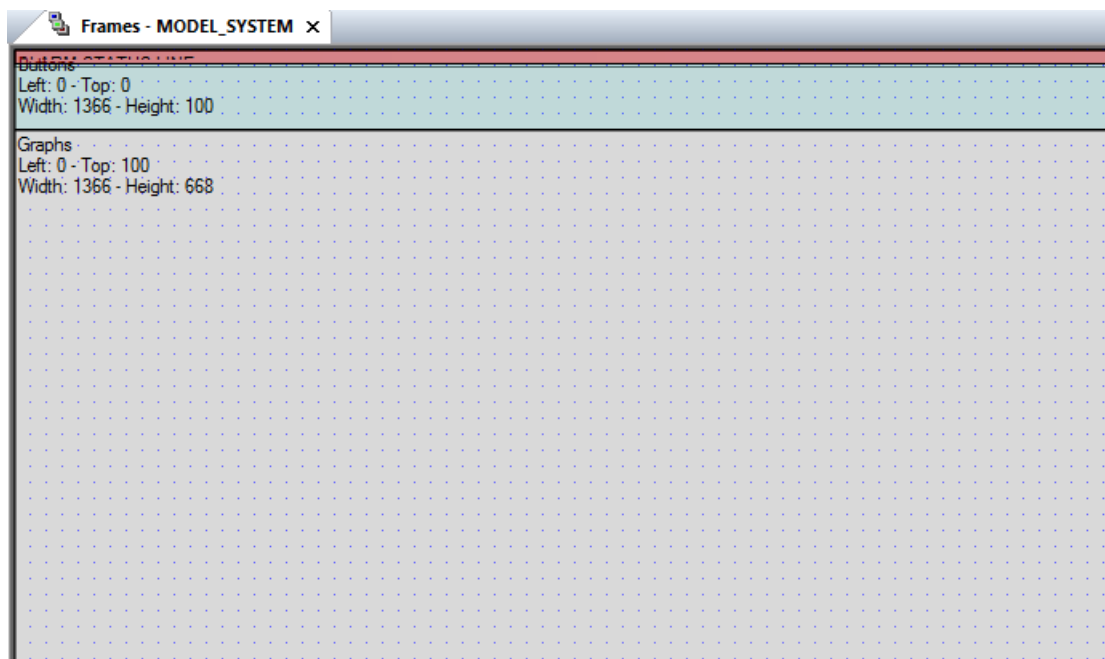 Frames - MODEL_SYSTEM
Buttons
Left: 0 - Top: 0
Width: 1366 - Height: 100
Graphs
Left: 0 - Top: 100
Width: 1366 - Height: 668